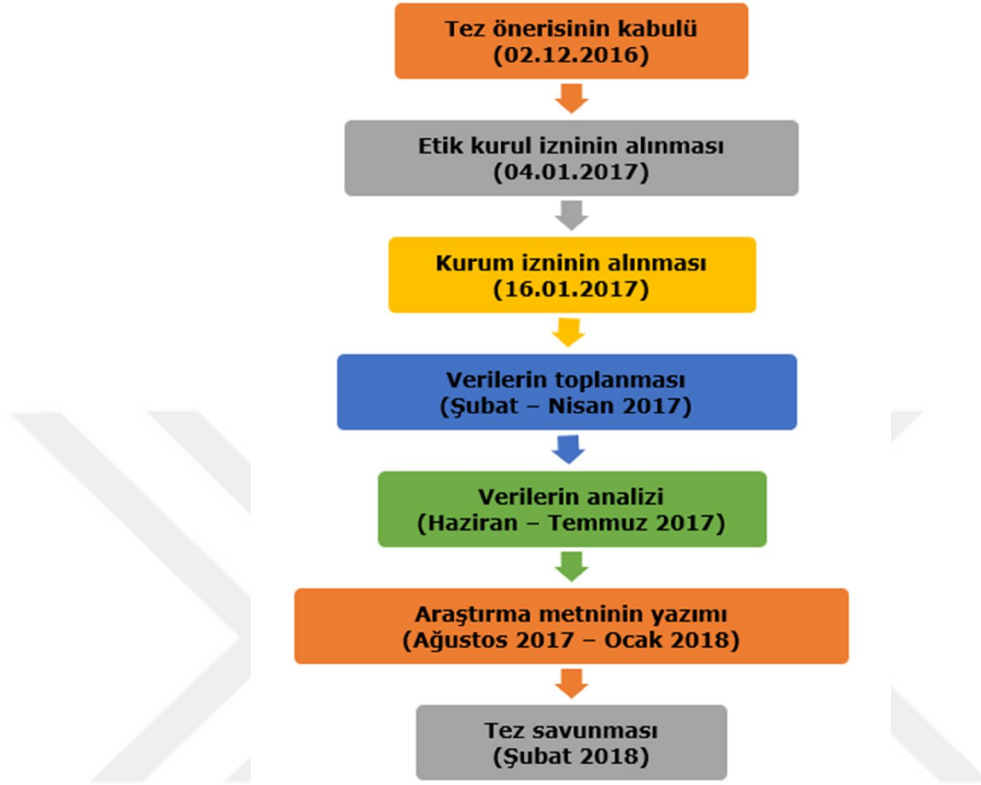 Tez önerisinin kabulü
(02.12.2016)
Etik kurul izninin alınması
(04.01.2017)
Kurum izninin alınması
(16.01.2017)
Verilerin toplanması
(Şubat – Nisan 2017)
Verilerin analizi
(Haziran – Temmuz 2017)
Araştırma metninin yazımı
(Ağustos 2017 – Ocak 2018)
Tez savunması
(Şubat 2018)